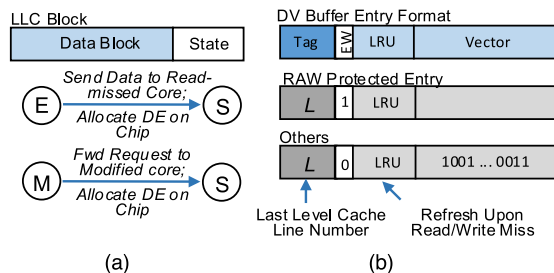 LLC Block
Data Block State
Send Data to Read-
missed Core;
E S
Allocate DE on
Chip
Fwd Request to
Modified core;
M S
Allocate DE on
Chip
(a)
DV Buffer Entry Format
Tag EW LRU Vector
RAW Protected Entry
L 1 LRU
Others
L 0 LRU 1001 ... 0011
Last Level Cache
Line Number
Refresh Upon
Read/Write Miss
(b)